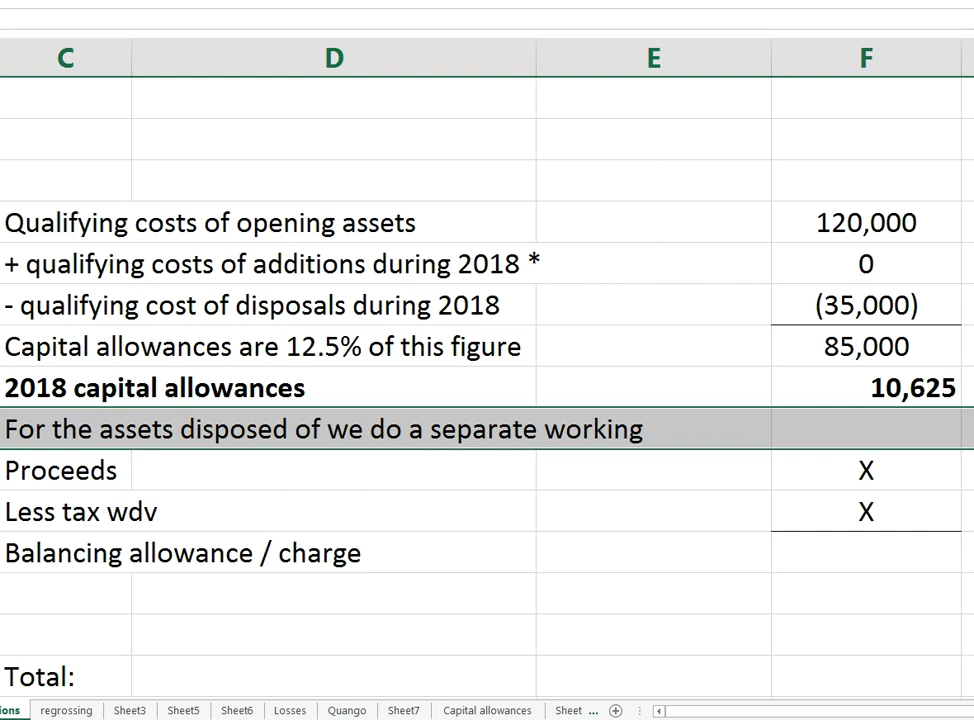 C D E F
Qualifying costs of opening assets 120,000
+ qualifying costs of additions during 2018 * 0
- qualifying cost of disposals during 2018 (35,000)
Capital allowances are 12.5% of this figure 85,000
2018 capital allowances 10,625
For the assets disposed of we do a separate working
Proceeds X
Less tax wdv X
Balancing allowance / charge
Total:
ions regrossing Sheet3 Sheet5 Sheet6 Losses Quango Sheet7 Capital allowances Sheet ...